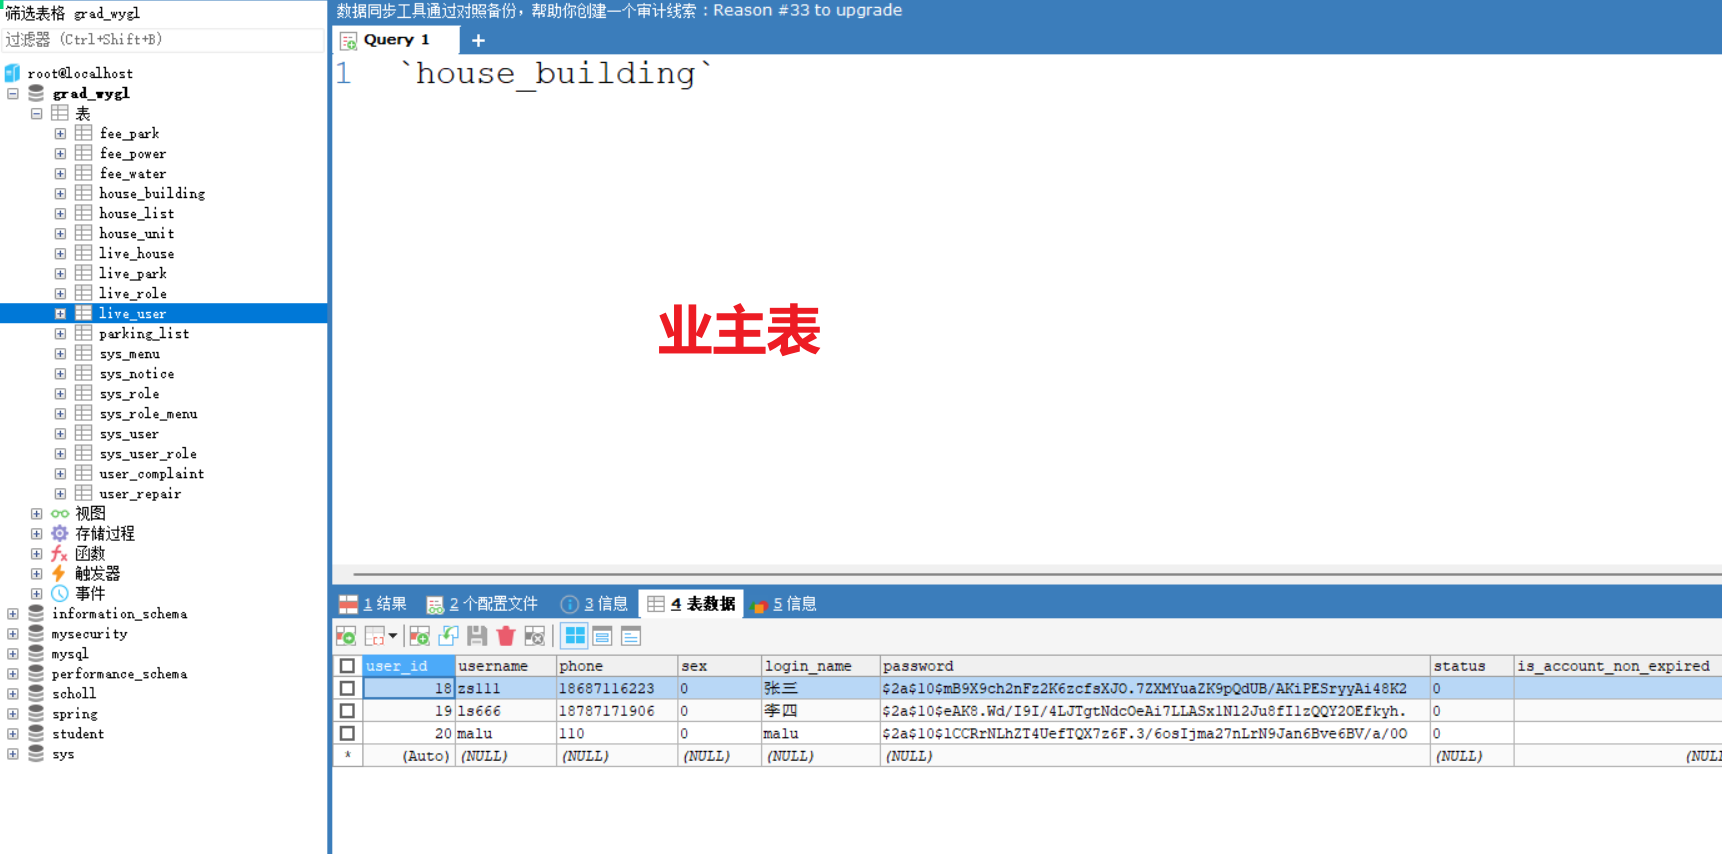 筛选表格 grad_wygl
过滤器 (Ctrl+Shift+B)
root@localhost
grad_wygl
表
fee_park
fee_power
fee_water
house_building
house_list
house_unit
live_house
live_park
live_role
live_user
parking_list
sys_menu
sys_notice
sys_role
sys_role_menu
sys_user
sys_user_role
user_complaint
user_repair
视图
存储过程
函数
触发器
事件
information_schema
mysecurity
mysql
performance_schema
scholl
spring
student
sys
数据同步工具通过对照备份，帮助你创建一个审计线索：Reason #33 to upgrade
Query 1 +
1 `house_building`
业主表
1 结果 2 个配置文件 3 信息 4 表数据 5 信息
user_id username phone sex login_name password status is_account_non_expired
18 zs111 18687116223 0 张三 $2a$10$mB9X9ch2nFz2K6zcfsXJO.7ZXMYuaZK9pQdUB/AKiPESryyAi48K2 0
19 ls666 18787171906 0 李四 $2a$10$eAK8.Wd/I9I/4LJTgtNdcOeAi7LLASxlNl2Ju8fIlzQQY2OEfkyh. 0
20 malu 110 0 malu $2a$10$lCCRrNLhZT4UefTQX7z6F.3/6osIjma27nLrN9Jan6Bve6BV/a/0O 0
* (Auto) (NULL) (NULL) (NULL) (NULL) (NULL) (NULL) (NULL